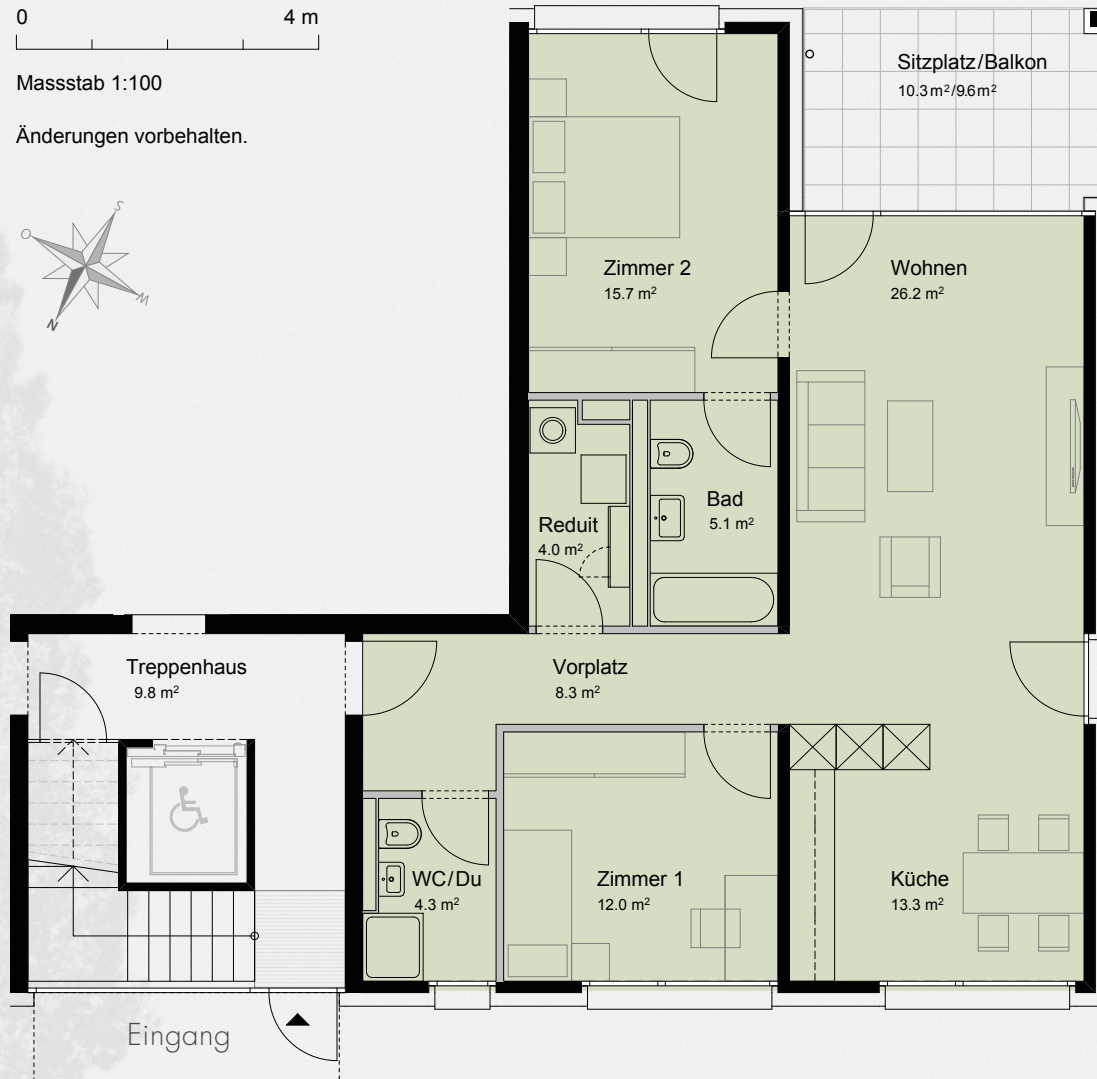 0 4 m
Massstab 1:100
Änderungen vorbehalten.
S
O
M
N
Sitzplatz/Balkon
10.3 m²/9.6 m²
Zimmer 2
15.7 m²
Wohnen
26.2 m²
Bad
5.1 m²
Reduit
4.0 m²
Treppenhaus
9.8 m²
Vorplatz
8.3 m²
WC/Du
4.3 m²
Zimmer 1
12.0 m²
Küche
13.3 m²
Eingang